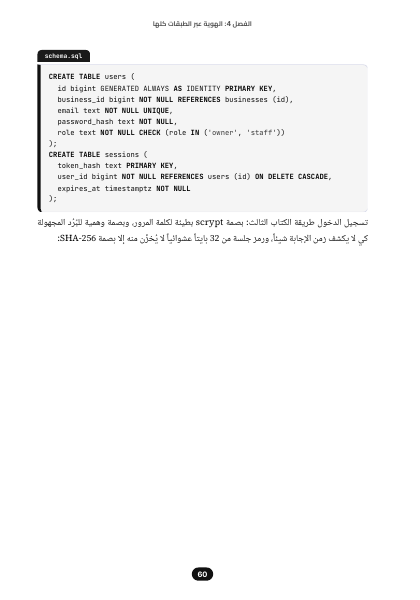 الفصل 4: الهوية عبر الطبقات كلها
schema.sql
CREATE TABLE users (
  id bigint GENERATED ALWAYS AS IDENTITY PRIMARY KEY,
  business_id bigint NOT NULL REFERENCES businesses (id),
  email text NOT NULL UNIQUE,
  password_hash text NOT NULL,
  role text NOT NULL CHECK (role IN ('owner', 'staff'))
);
CREATE TABLE sessions (
  token_hash text PRIMARY KEY,
  user_id bigint NOT NULL REFERENCES users (id) ON DELETE CASCADE,
  expires_at timestamptz NOT NULL
);
تسجيل الدخول طريقة الكتاب الثالث: بصمة scrypt بطيئة لكلمة المرور، وبصمة وهمية للبُرُد المجهولة
كي لا يكشف زمن الإجابة شيئاً، ورمز جلسة من 32 بايتاً عشوائياً لا يُخزَّن منه إلا بصمة SHA-256:
60